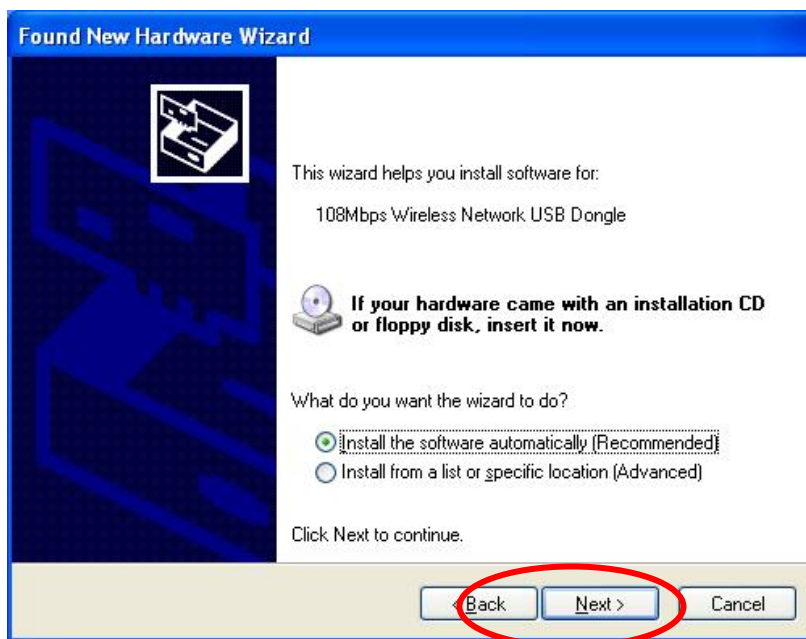 Found New Hardware Wizard
This wizard helps you install software for:
108Mbps Wireless Network USB Dongle
If your hardware came with an installation CD
or floppy disk, insert it now.
What do you want the wizard to do?
Install the software automatically (Recommended)
Install from a list or specific location (Advanced)
Click Next to continue.
< Back Next > Cancel